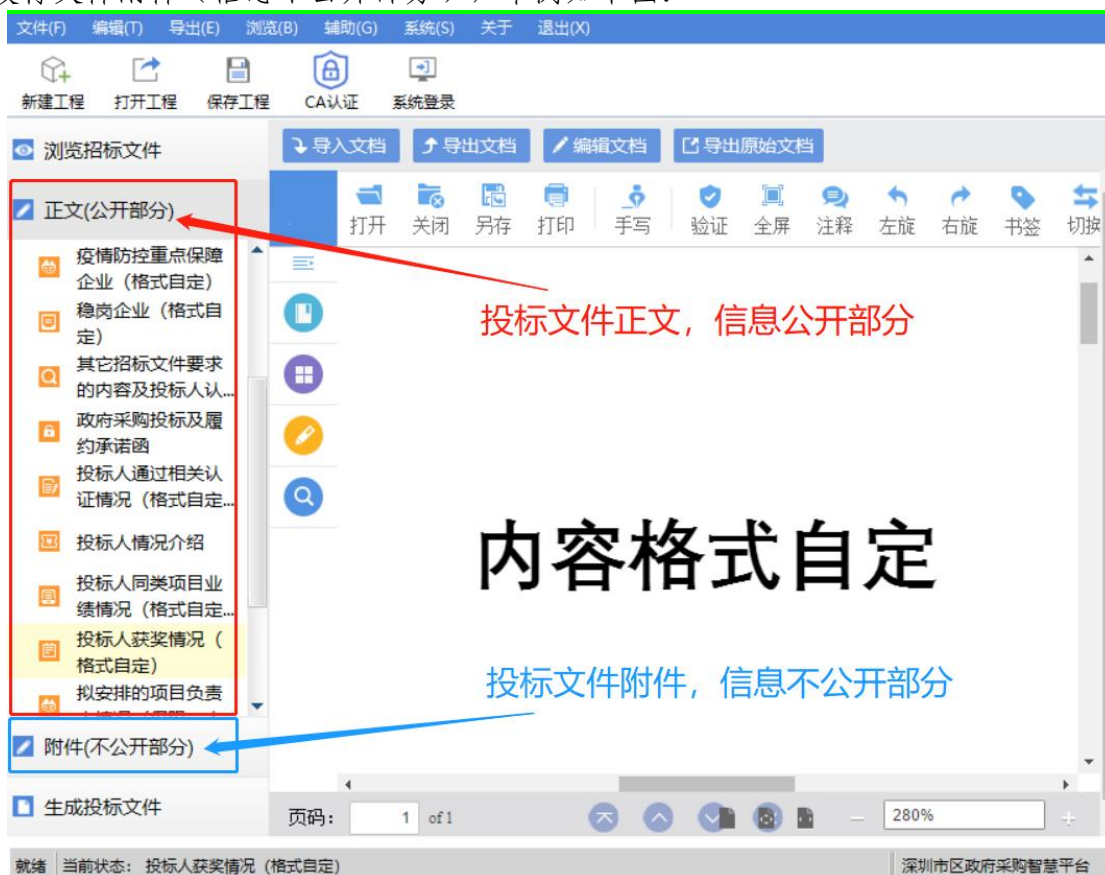 文件(F) 编辑(T) 导出(E) 浏览(B) 辅助(G) 系统(S) 关于 退出(X)
新建工程 打开工程 保存工程 CA认证 系统登录
浏览招标文件
导入文档 导出文档 编辑文档 导出原始文档
正文(公开部分)
打开 关闭 另存 打印 手写 验证 全屏 注释 左旋 右旋 书签 切换
疫情防控重点保障
企业（格式自定）
稳岗企业（格式自
定）
其它招标文件要求
的内容及投标人认...
政府采购投标及履
约承诺函
投标人通过相关认
证情况（格式自定...
投标人情况介绍
投标人同类项目业
绩情况（格式自定...
投标人获奖情况（
格式自定）
拟安排的项目负责
投标文件正文，信息公开部分
内容格式自定
投标文件附件，信息不公开部分
附件(不公开部分)
生成投标文件
页码： 1 of 1 280%
就绪 当前状态： 投标人获奖情况（格式自定） 深圳市区政府采购智慧平台